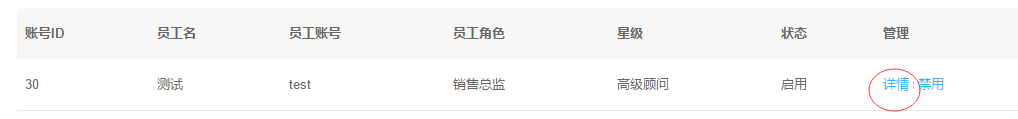 账号ID 员工名 员工账号 员工角色 星级 状态 管理
30 测试 test 销售总监 高级顾问 启用 详情 | 禁用